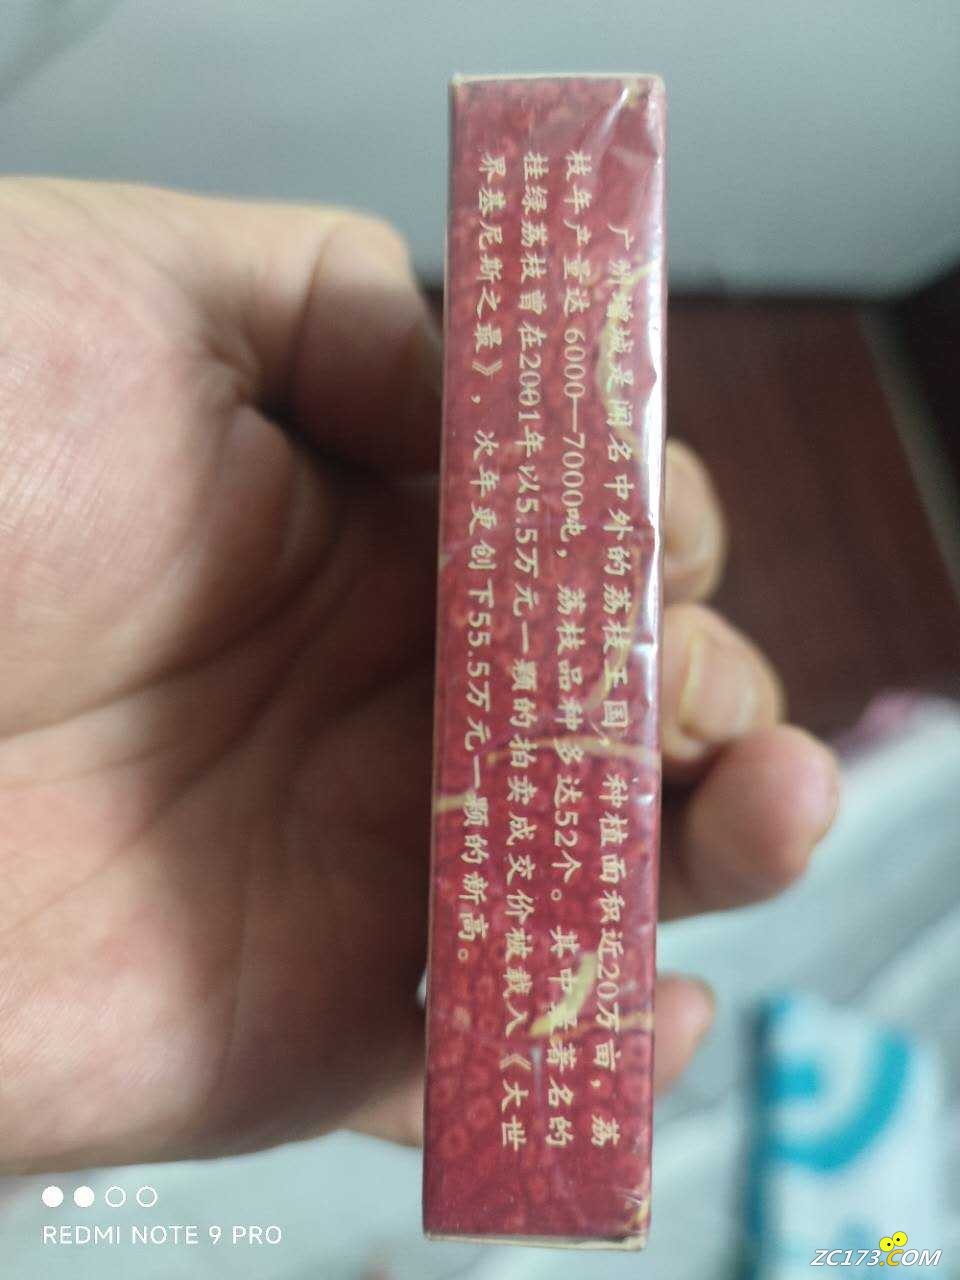 广州增城是闻名中外的荔枝王国，种植面积近20万亩，荔
枝年产量达6000—7000吨，荔枝品种多达52个。其中最著名的
桂绿荔枝曾在2001年以5.5万元一颗的拍卖成交价被载入《大世
界基尼斯之最》，次年更创下55.5万元一颗的新高。
REDMI NOTE 9 PRO
ZC173.COM